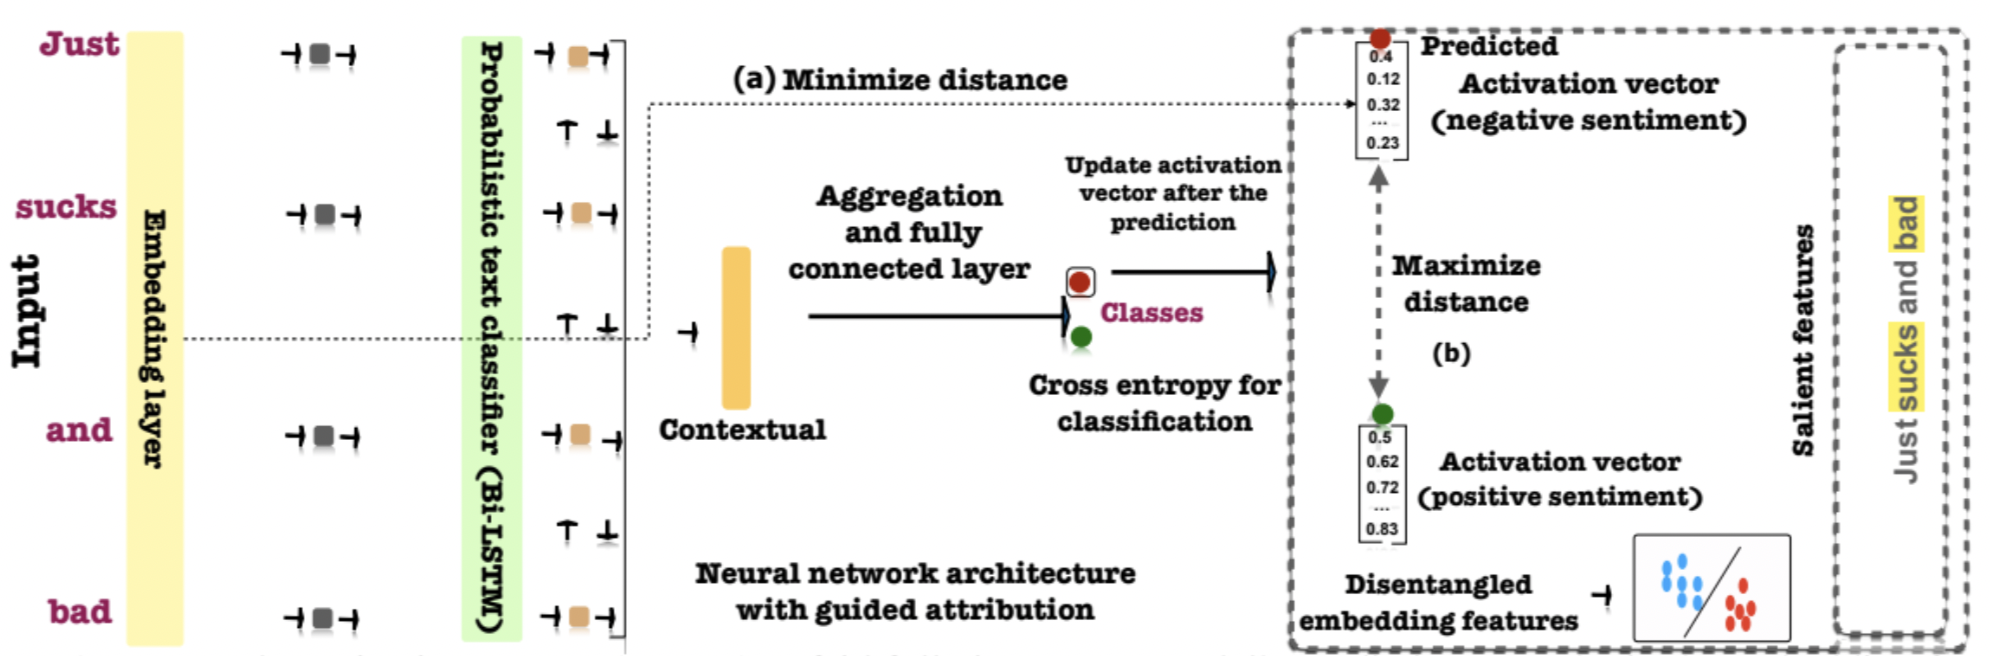 Input
Just
sucks
and
bad
Embedding layer
Probabilistic text classifier (Bi-LSTM)
(a) Minimize distance
Contextual
Aggregation
and fully
connected layer
Classes
Cross entropy for
classification
Update activation
vector after the
prediction
Neural network architecture
with guided attribution
Predicted
Activation vector
(negative sentiment)
0.4
0.12
0.32
...
0.23
Maximize
distance
(b)
0.5
0.62
0.72
...
0.83
Activation vector
(positive sentiment)
Disentangled
embedding features
Salient features
Just sucks and bad